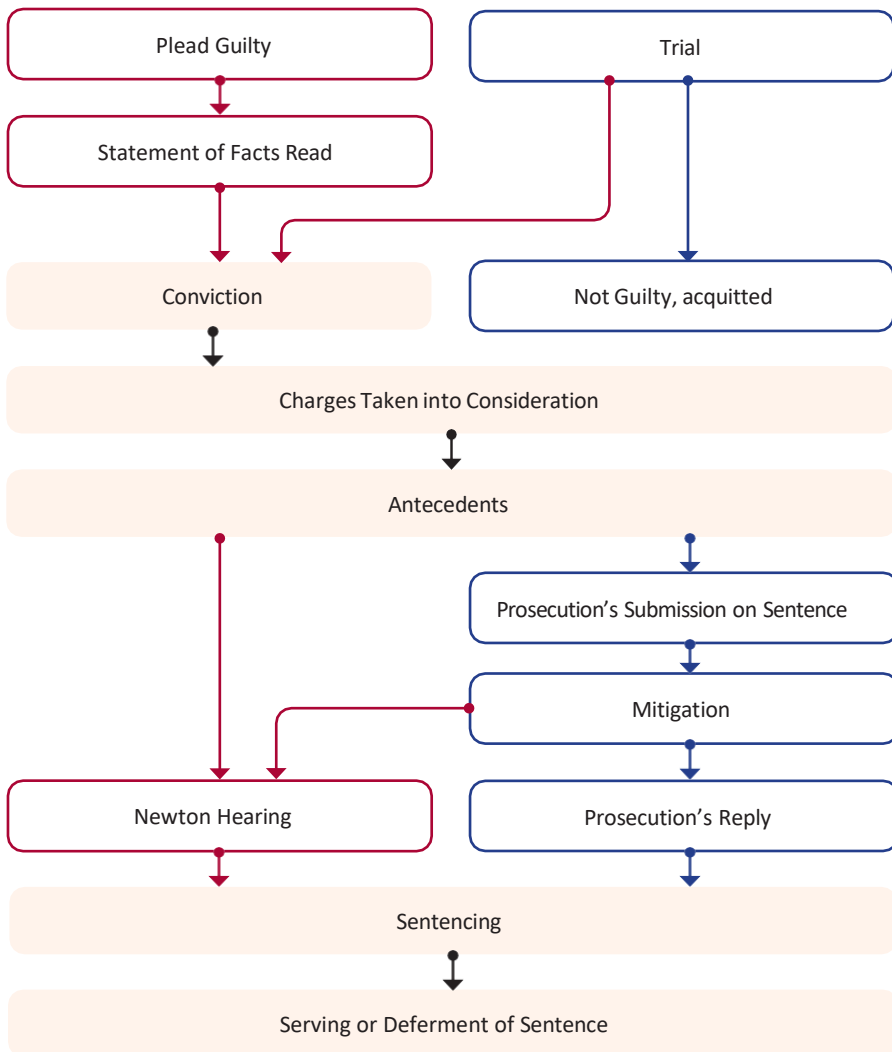 Plead Guilty
Trial
Statement of Facts Read
Conviction
Not Guilty, acquitted
Charges Taken into Consideration
Antecedents
Prosecution’s Submission on Sentence
Mitigation
Newton Hearing
Prosecution’s Reply
Sentencing
Serving or Deferment of Sentence